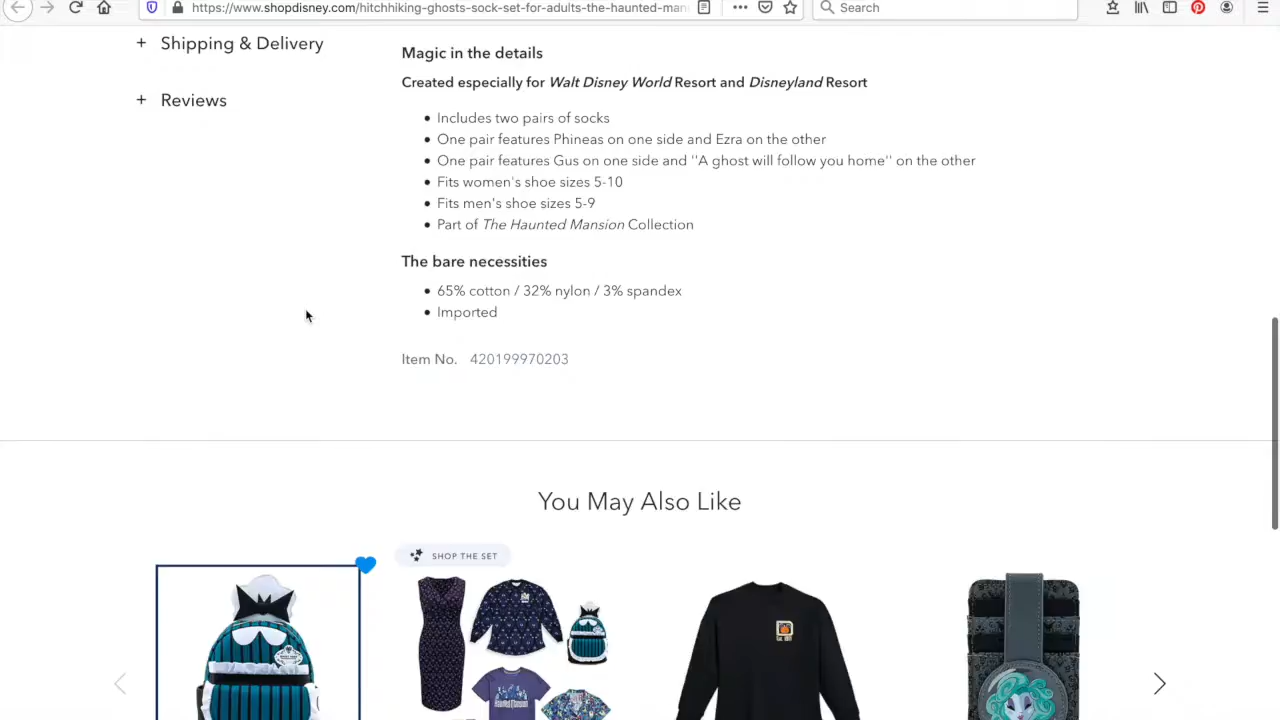 https://www.shopdisney.com/hitchhiking-ghosts-sock-set-for-adults-the-haunted-man
Search
+ Shipping & Delivery
+ Reviews
Magic in the details
Created especially for Walt Disney World Resort and Disneyland Resort
• Includes two pairs of socks
• One pair features Phineas on one side and Ezra on the other
• One pair features Gus on one side and ''A ghost will follow you home'' on the other
• Fits women's shoe sizes 5-10
• Fits men's shoe sizes 5-9
• Part of The Haunted Mansion Collection
The bare necessities
• 65% cotton / 32% nylon / 3% spandex
• Imported
Item No. 420199970203
You May Also Like
SHOP THE SET